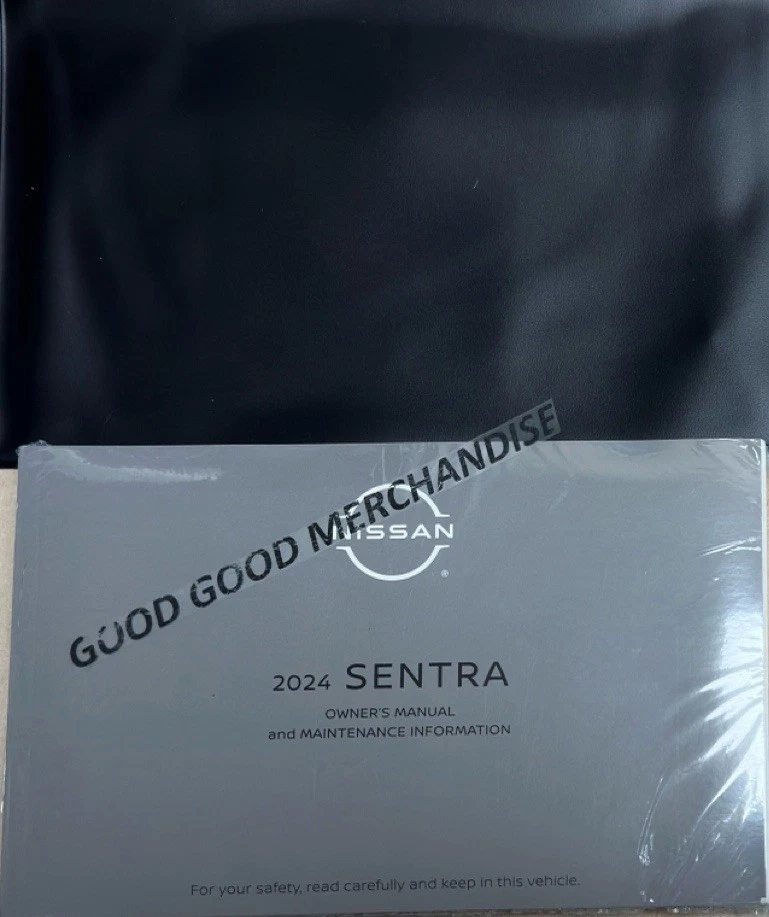 GOOD GOOD MERCHANDISE
NISSAN
®
2024 SENTRA
OWNER'S MANUAL
and MAINTENANCE INFORMATION
For your safety, read carefully and keep in this vehicle.